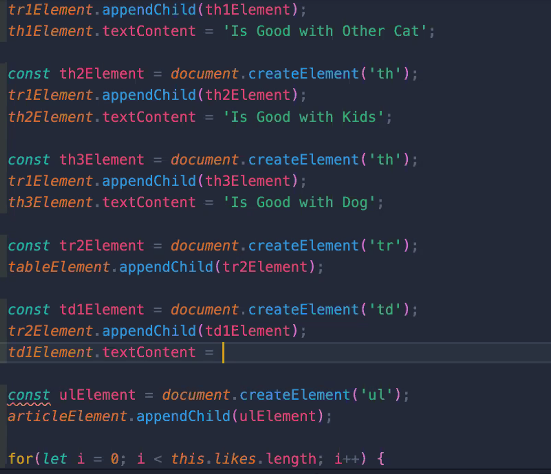 tr1Element.appendChild(th1Element);
th1Element.textContent = 'Is Good with Other Cat';
const th2Element = document.createElement('th');
tr1Element.appendChild(th2Element);
th2Element.textContent = 'Is Good with Kids';
const th3Element = document.createElement('th');
tr1Element.appendChild(th3Element);
th3Element.textContent = 'Is Good with Dog';
const tr2Element = document.createElement('tr');
tableElement.appendChild(tr2Element);
const td1Element = document.createElement('td');
tr2Element.appendChild(td1Element);
td1Element.textContent =
const ulElement = document.createElement('ul');
articleElement.appendChild(ulElement);
for(let i = 0; i < this.likes.length; i++) {